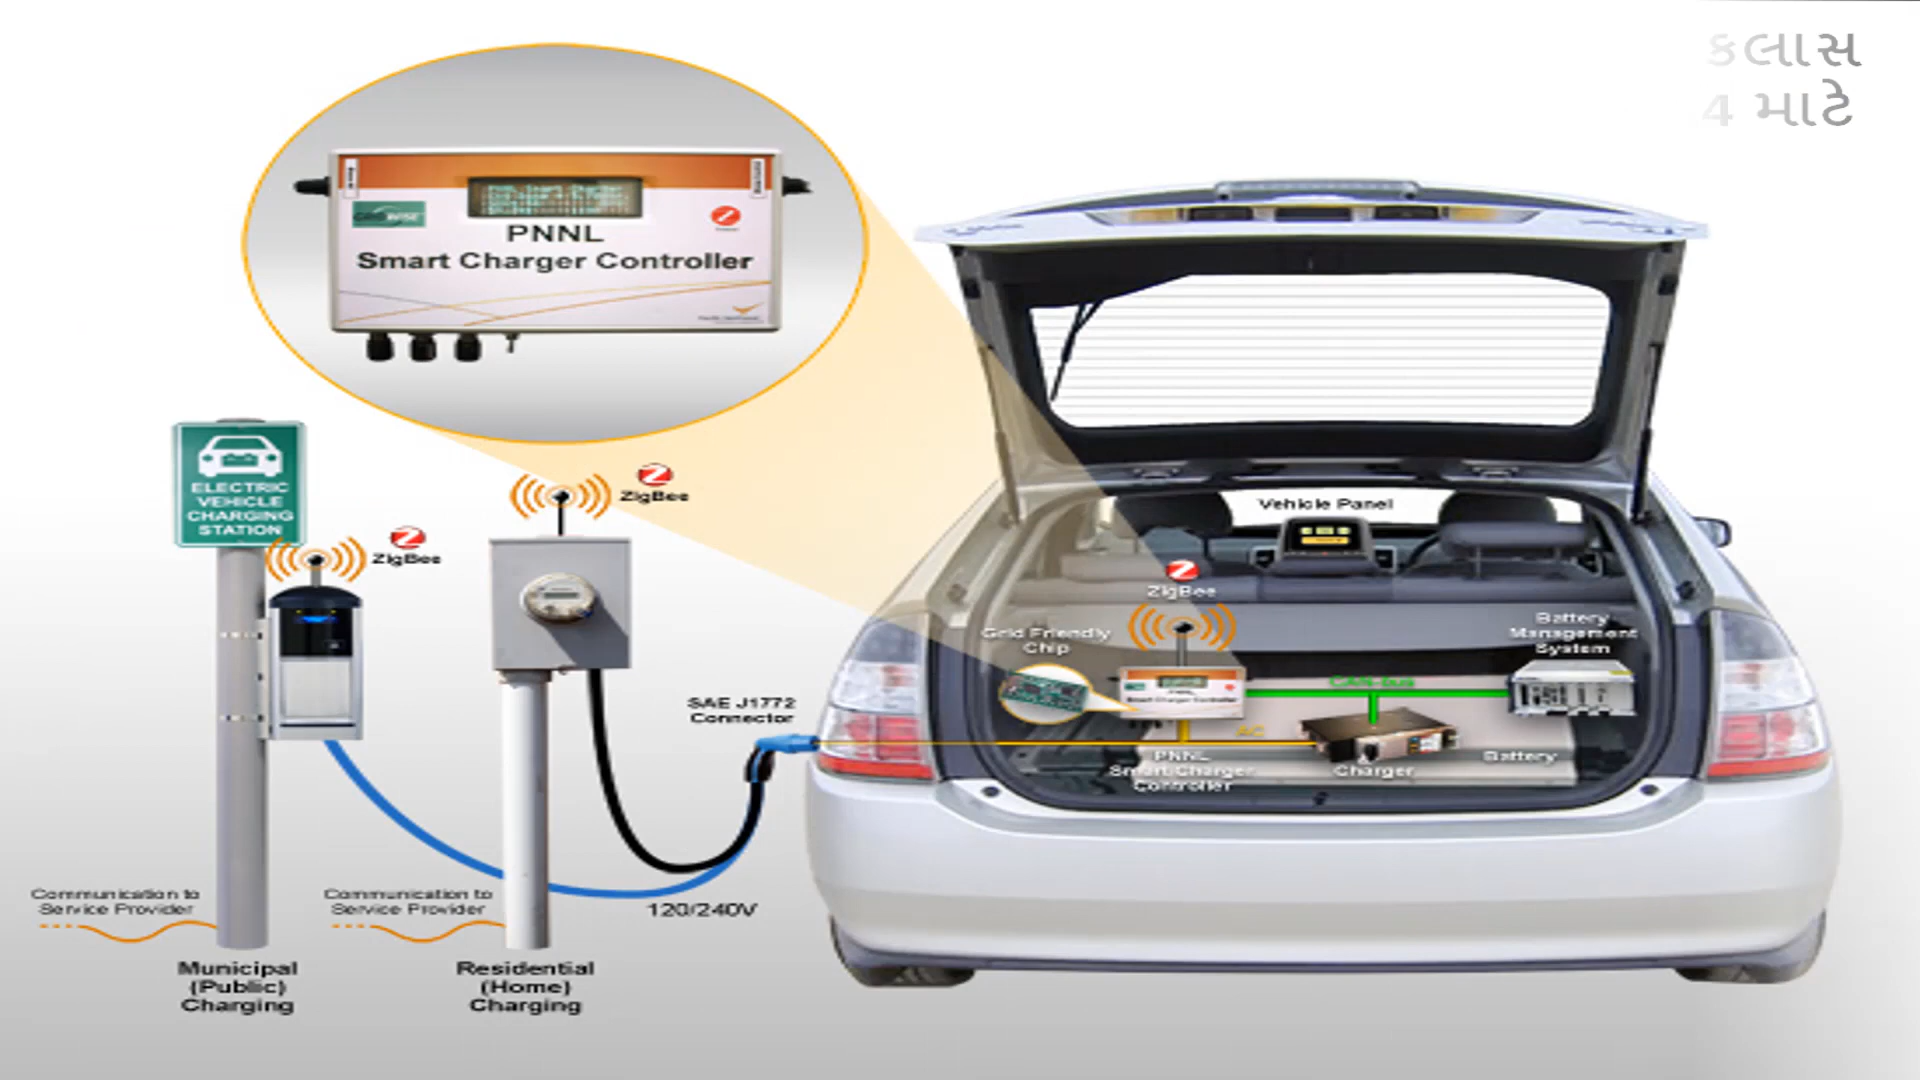 ક્લાસ
4 માટે
PNNL
Smart Charger Controller
ELECTRIC
VEHICLE
CHARGING
STATION
ZigBee
ZigBee
SAE J1772
Connector
120/240V
Communication to
Service Provider
Communication to
Service Provider
Municipal
(Public)
Charging
Residential
(Home)
Charging
Vehicle Panel
ZigBee
Grid Friendly
Chip
Battery
Management
System
CAN-bus
AC
PNNL
Smart Charger
Controller
Charger
Battery